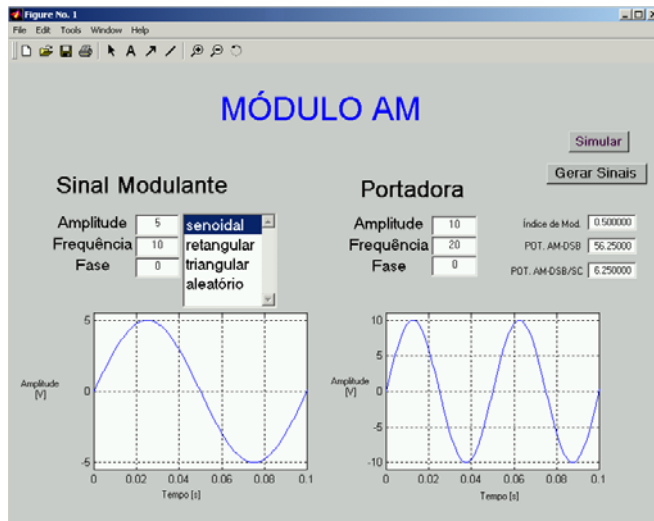 Figure No. 1
File Edit Tools Window Help
MÓDULO AM
Simular
Gerar Sinais
Sinal Modulante
Portadora
Amplitude 5
Frequência 10
Fase 0
senoidal
retangular
triangular
aleatório
Amplitude 10
Frequência 20
Fase 0
Índice de Mod. 0.500000
POT. AM-DSB 56.25000
POT. AM-DSB/SC 6.250000
5
0
-5
Amplitude
[V]
0 0.02 0.04 0.06 0.08 0.1
Tempo [s]
10
5
0
-5
-10
Amplitude
[V]
0 0.02 0.04 0.06 0.08 0.1
Tempo [s]